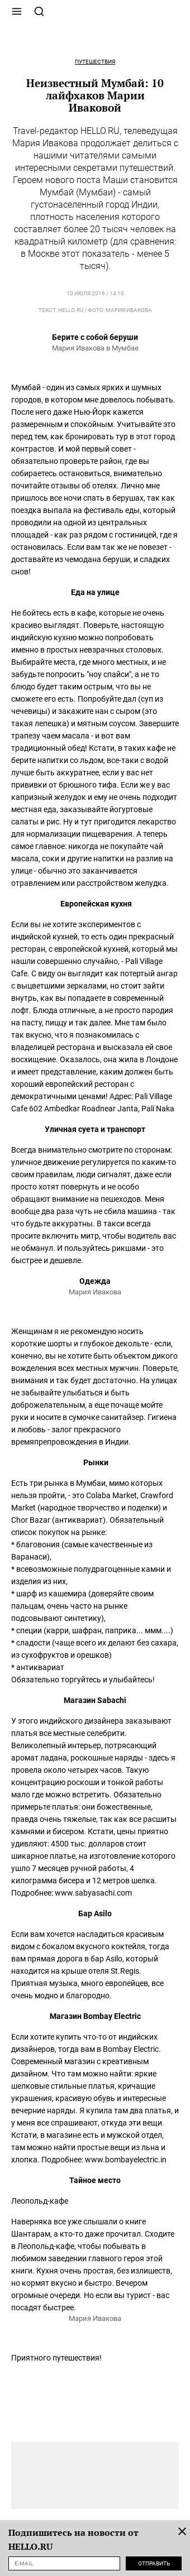 ПУТЕШЕСТВИЯ
Неизвестный Мумбай: 10
лайфхаков Марии
Иваковой
Travel-редактор HELLO.RU, телеведущая
Мария Ивакова продолжает делиться с
нашими читателями самыми
интересными секретами путешествий.
Героем нового поста Маши становится
Мумбай (Мумбаи) - самый
густонаселенный город Индии,
плотность населения которого
составляет более 20 тысяч человек на
квадратный километр (для сравнения:
в Москве этот показатель - менее 5
тысяч).
10 ИЮЛЯ 2016 / 14:10
ТЕКСТ: HELLO.RU / ФОТО: МАРИЯ ИВАКОВА
Берите с собой беруши
Мария Ивакова в Мумбае
Мумбай - один из самых ярких и шумных
городов, в котором мне довелось побывать.
После него даже Нью-Йорк кажется
размеренным и спокойным. Учитывайте это
перед тем, как бронировать тур в этот город
контрастов. И мой первый совет -
обязательно проверьте район, где вы
собираетесь остановиться, внимательно
почитайте отзывы об отелях. Лично мне
пришлось все ночи спать в берушах, так как
поездка выпала на фестиваль еды, который
проводили на одной из центральных
площадей - как раз рядом с гостиницей, где я
остановилась. Если вам так же не повезет -
доставайте из чемодана беруши, и сладких
снов!
Еда на улице
Не бойтесь есть в кафе, которые не очень
красиво выглядят. Поверьте, настоящую
индийскую кухню можно попробовать
именно в простых невзрачных столовых.
Выбирайте места, где много местных, и не
забудьте попросить "ноу спайси", а не то
блюдо будет таким острым, что вы не
сможете его есть. Попробуйте дал (суп из
чечевицы) и закажите нан с сыром (это
такая лепешка) и мятным соусом. Завершите
трапезу чаем масала - и вот вам
традиционный обед! Кстати, в таких кафе не
берите напитки со льдом, все-таки с водой
лучше быть аккуратнее, если у вас нет
прививки от брюшного тифа. Если же у вас
капризный желудок и ему не очень подходит
местная еда, заказывайте йогуртовые
салаты и рис. Ну и тут пригодится лекарство
для нормализации пищеварения. А теперь
самое главное: никогда не покупайте чай
масала, соки и другие напитки на разлив на
улице - обычно это заканчивается
отравлением или расстройством желудка.
Европейская кухня
Если вы не хотите экспериментов с
индийской кухней, то есть один прекрасный
ресторан, с европейской кухней, который мы
нашли совершенно случайно, - Pali Village
Cafe. С виду он выглядит как потертый ангар
с выцветшими зеркалами, но стоит зайти
внутрь, как вы попадаете в современный
лофт. Блюда отличные, а не просто пародия
на пасту, пиццу и так далее. Мне там было
так вкусно, что я познакомилась с
владелицей ресторана и высказала ей свое
восхищение. Оказалось, она жила в Лондоне
и имеет представление, каким должен быть
хороший европейский ресторан с
демократичными ценами! Адрес: Pali Village
Cafe 602 Ambedkar Roadnear Janta, Pali Naka
Уличная суета и транспорт
Всегда внимательно смотрите по сторонам:
уличное движение регулируется по каким-то
своим правилам, люди сигналят, даже если
просто хотят повернуть и не особо
обращают внимание на пешеходов. Меня
вообще два раза чуть не сбила машина - так
что будьте аккуратны. В такси всегда
просите включить митр, чтобы водитель вас
не обманул. И пользуйтесь рикшами - это
быстрее и дешевле.
Одежда
Мария Ивакова
Женщинам я не рекомендую носить
короткие шорты и глубокое декольте - если,
конечно, вы не хотите быть объектом дикого
вожделения всех местных мужчин. Поверьте,
внимания и так будет достаточно. На улицах
не забывайте улыбаться и быть
доброжелательным, а еще почаще мойте
руки и носите в сумочке санитайзер. Гигиена
и любовь - залог прекрасного
времяпрепровождения в Индии.
Рынки
Есть три рынка в Мумбаи, мимо которых
нельзя пройти, - это Colaba Market, Crawford
Market (народное творчество и поделки) и
Chor Bazar (антиквариат). Обязательный
список покупок на рынке:
* благовония (самые качественные из
Варанаси),
* всевозможные полудрагоценные камни и
изделия из них,
* шарф из кашемира (доверяйте своим
пальцам, очень часто на рынке
подсовывают синтетику),
* специи (карри, шафран, паприка... ммм....)
* сладости (чаще всего их делают без сахара,
из сухофруктов и орешков)
* антиквариат
Обязательно торгуйтесь и улыбайтесь!
Магазин Sabachi
У этого индийского дизайнера заказывают
платья все местные селебрити.
Великолепный интерьер, потрясающий
аромат ладана, роскошные наряды - здесь я
провела около четырех часов. Такую
концентрацию роскоши и тонкой работы
мало где можно встретить. Обязательно
примерьте платья: они божественные,
правда очень тяжелые, так как все расшиты
камнями и бисером. Кстати, цены приятно
удивляют: 4500 тыс. долларов стоит
шикарное платье, на изготовление которого
ушло 7 месяцев ручной работы, 4
килограмма бисера и 12 метров шелка.
Подробнее: www.sabyasachi.com
Бар Asilo
Если вам хочется насладиться красивым
видом с бокалом вкусного коктейля, тогда
вам прямая дорога в бар Asilo, который
находится на крыше отеля St.Regis.
Приятная музыка, много европейцев, все
очень модно и благородно.
Магазин Bombay Electric
Если хотите купить что-то от индийских
дизайнеров, тогда вам в Bombay Electric.
Современный магазин с креативным
дизайном. Что там можно найти: яркие
шелковые стильные платья, кричащие
украшения, красивую обувь и интересные
вечерние наряды. Я купила там два платья, и
у меня все спрашивают, откуда эти вещи.
Кстати, в магазине есть и мужской отдел,
там можно найти простые вещи из льна и
хлопка. Подробнее: www.bombayelectric.in
Тайное место
Леопольд-кафе
Наверняка все уже слышали о книге
Шантарам, а кто-то даже прочитал. Сходите
в Леопольд-кафе, чтобы побывать в
любимом заведении главного героя этой
книги. Кухня очень простая, без излишеств,
но кормят вкусно и быстро. Вечером
огромные очереди. Но если вы турист - вас
посадят быстрее.
Мария Ивакова
Приятного путешествия!
Подпишитесь на новости от
HELLO.RU
E-MAIL
ОТПРАВИТЬ